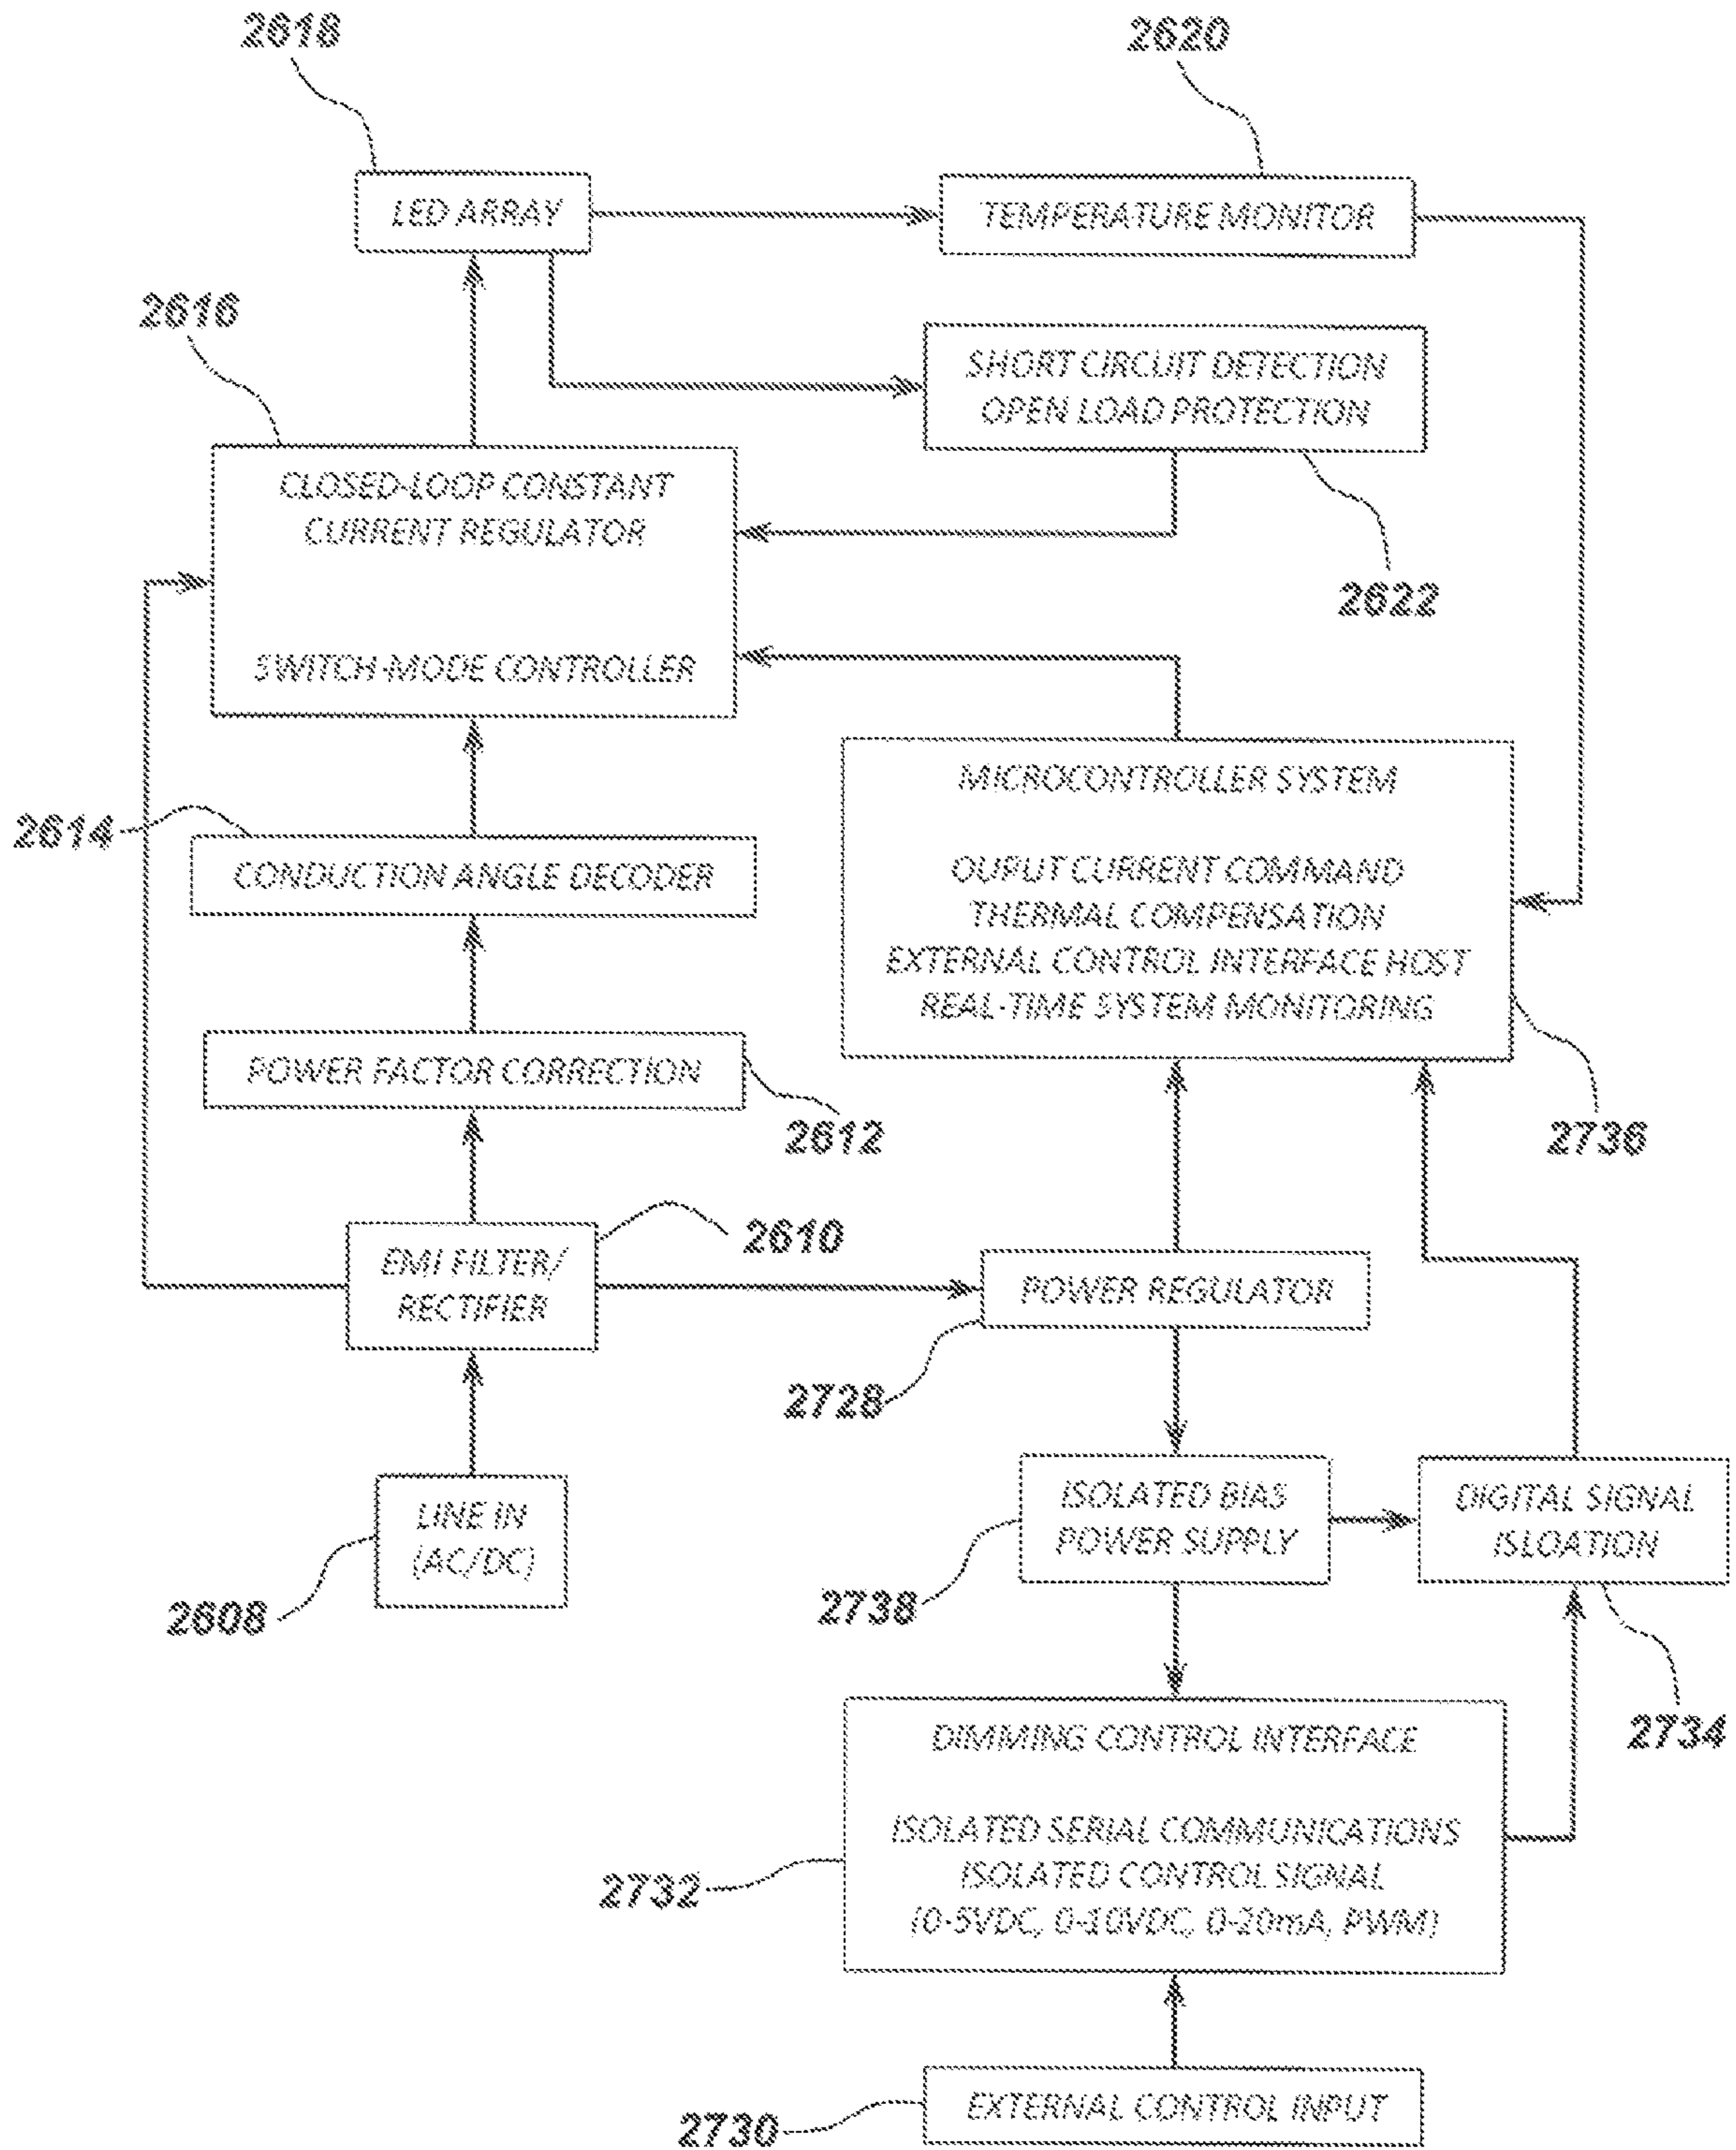 2618
2620
LED ARRAY
TEMPERATURE MONITOR
2616
SHORT CIRCUIT DETECTION
OPEN LOAD PROTECTION
CLOSED-LOOP CONSTANT
CURRENT REGULATOR
2622
SWITCH-MODE CONTROLLER
MICROCONTROLLER SYSTEM
2614
CONDUCTION ANGLE DECODER
OUPUT CURRENT COMMAND
THERMAL COMPENSATION
EXTERNAL CONTROL INTERFACE HOST
REAL-TIME SYSTEM MONITORING
POWER FACTOR CORRECTION
2612
2736
2610
EMI FILTER/
RECTIFIER
POWER REGULATOR
2728
LINE IN
(AC/DC)
ISOLATED BIAS
POWER SUPPLY
DIGITAL SIGNAL
ISLOATION
2608
2738
2734
DIMMING CONTROL INTERFACE
ISOLATED SERIAL COMMUNICATIONS
ISOLATED CONTROL SIGNAL
(0-5VDC, 0-10VDC, 0-20mA, PWM)
2732
EXTERNAL CONTROL INPUT
2730